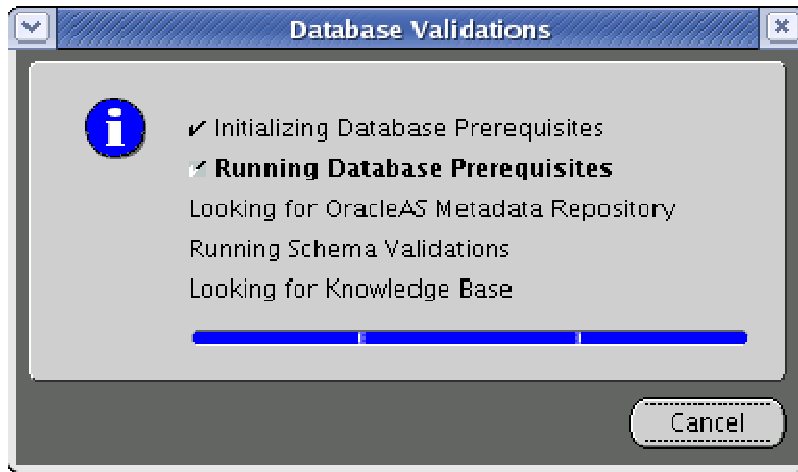 Database Validations
Initializing Database Prerequisites
Running Database Prerequisites
Looking for OracleAS Metadata Repository
Running Schema Validations
Looking for Knowledge Base
Cancel